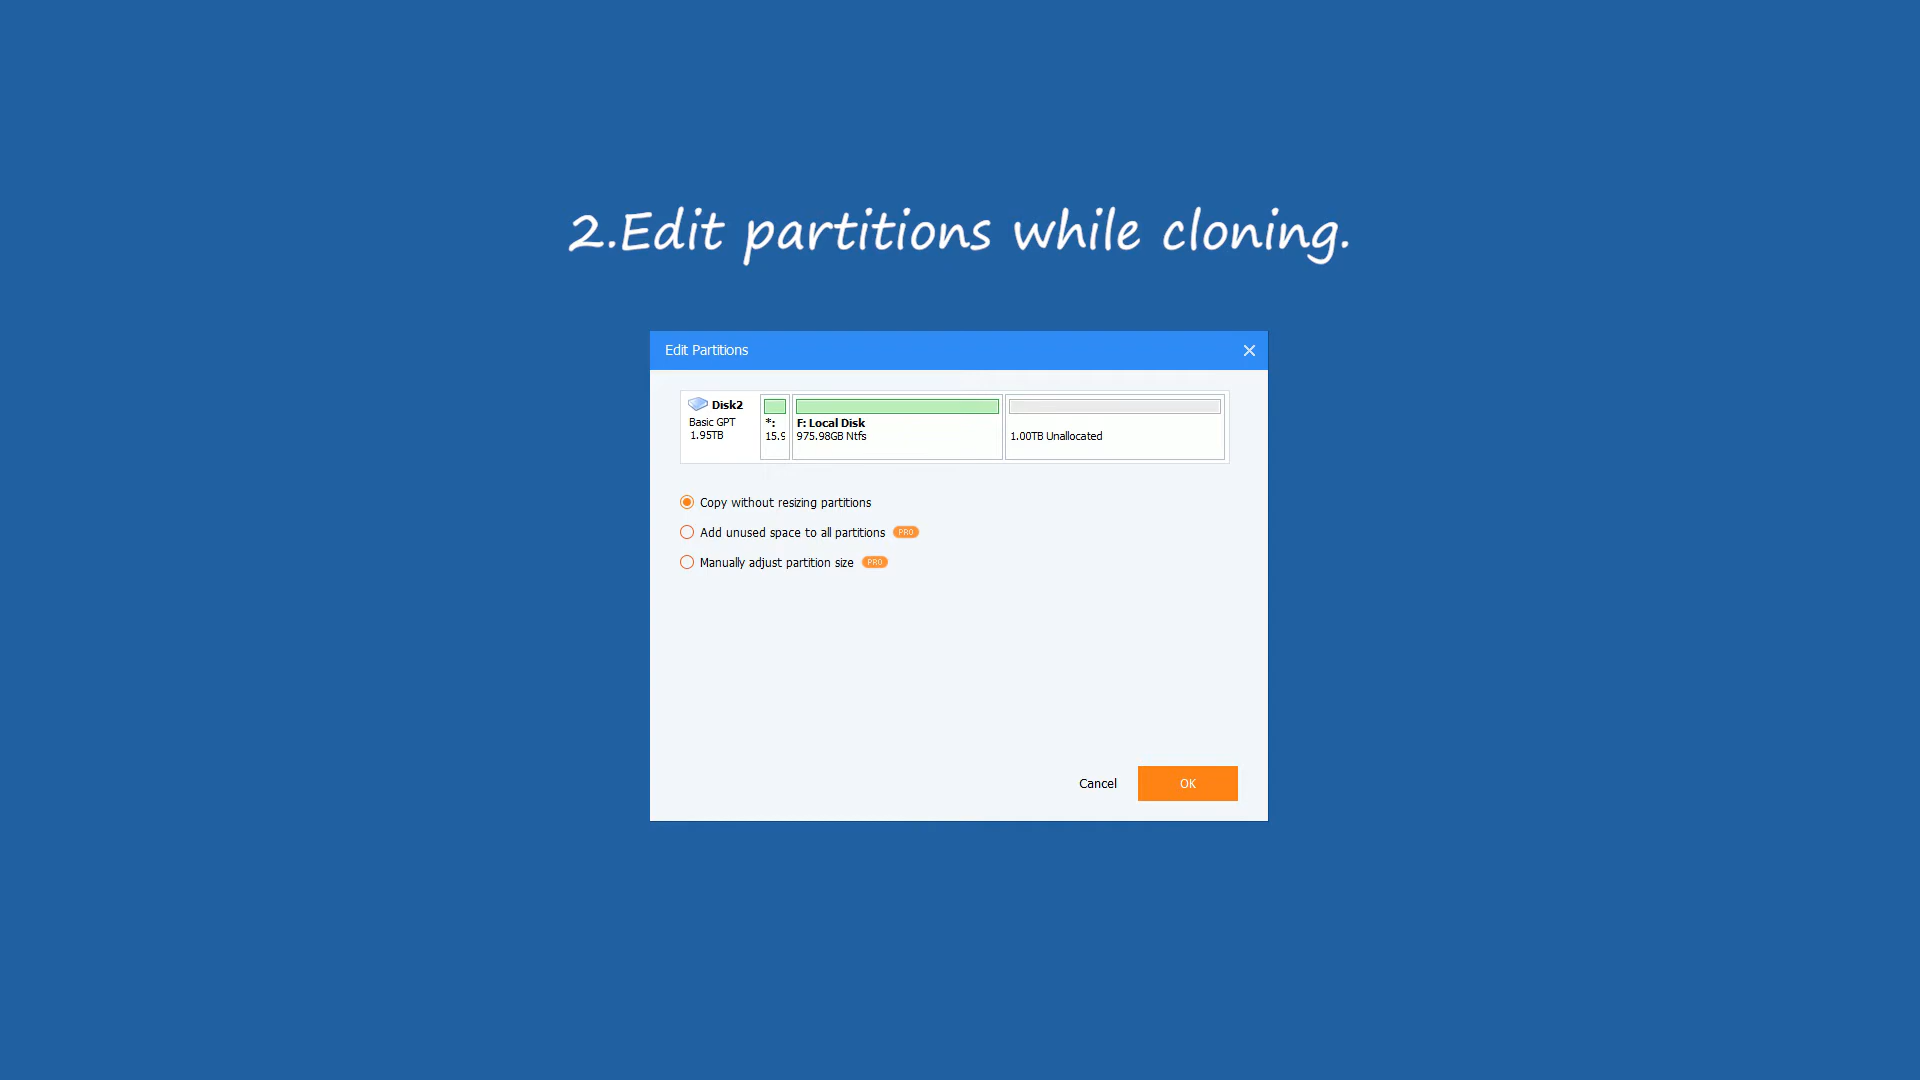 2.Edit partitions while cloning.
Edit Partitions
Disk2
Basic GPT
1.95TB
*:
15.9
F: Local Disk
975.98GB Ntfs
1.00TB Unallocated
Copy without resizing partitions
Add unused space to all partitions PRO
Manually adjust partition size PRO
Cancel OK